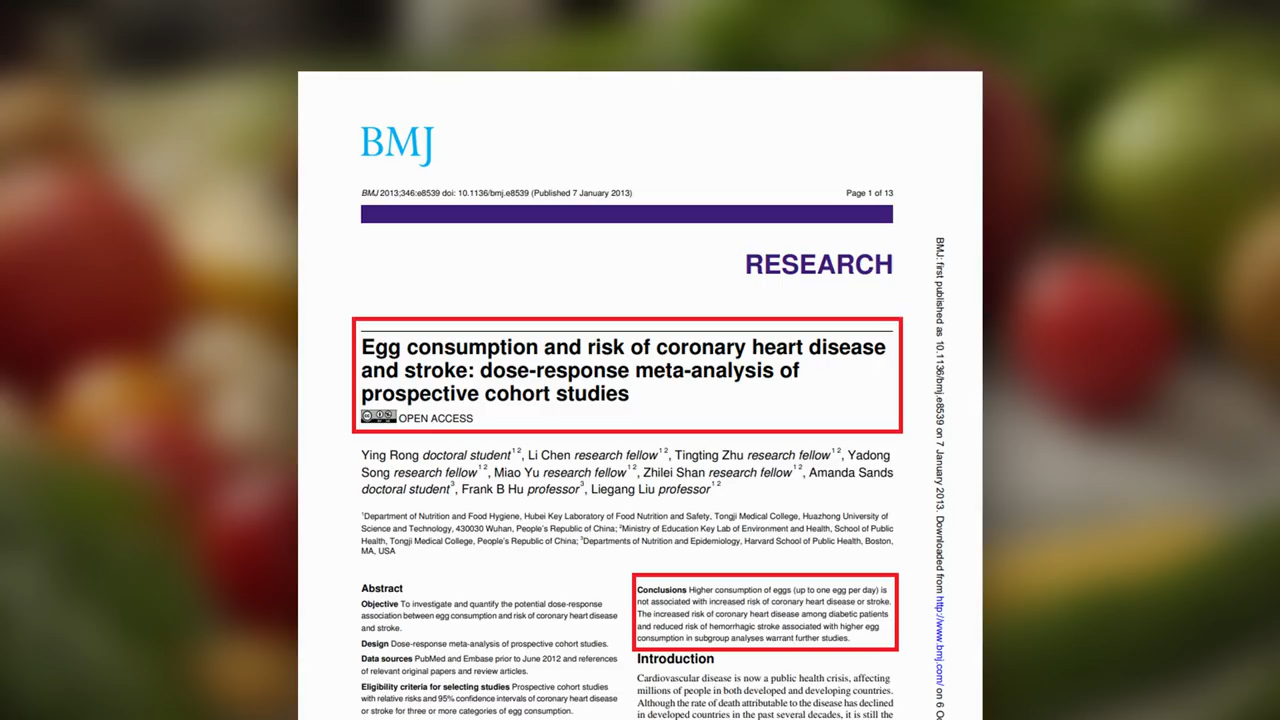 BMJ
BMJ 2013;346:e8539 doi: 10.1136/bmj.e8539 (Published 7 January 2013)
Page 1 of 13
RESEARCH
Egg consumption and risk of coronary heart disease
and stroke: dose-response meta-analysis of
prospective cohort studies
OPEN ACCESS
Ying Rong doctoral student 1 2, Li Chen research fellow 1 2, Tingting Zhu research fellow 1 2, Yadong
Song research fellow 1 2, Miao Yu research fellow 1 2, Zhilei Shan research fellow 1 2, Amanda Sands
doctoral student 3, Frank B Hu professor 3, Liegang Liu professor 1 2
1Department of Nutrition and Food Hygiene, Hubei Key Laboratory of Food Nutrition and Safety, Tongji Medical College, Huazhong University of
Science and Technology, 430030 Wuhan, People's Republic of China; 2Ministry of Education Key Lab of Environment and Health, School of Public
Health, Tongji Medical College, People's Republic of China; 3Departments of Nutrition and Epidemiology, Harvard School of Public Health, Boston,
MA, USA
Abstract
Objective To investigate and quantify the potential dose-response
association between egg consumption and risk of coronary heart disease
and stroke.
Design Dose-response meta-analysis of prospective cohort studies.
Data sources PubMed and Embase prior to June 2012 and references
of relevant original papers and review articles.
Eligibility criteria for selecting studies Prospective cohort studies
with relative risks and 95% confidence intervals of coronary heart disease
or stroke for three or more categories of egg consumption.
Conclusions Higher consumption of eggs (up to one egg per day) is
not associated with increased risk of coronary heart disease or stroke.
The increased risk of coronary heart disease among diabetic patients
and reduced risk of hemorrhagic stroke associated with higher egg
consumption in subgroup analyses warrant further studies.
Introduction
Cardiovascular disease is now a public health crisis, affecting
millions of people in both developed and developing countries.
Although the rate of death attributable to the disease has declined
in developed countries in the past several decades, it is still the
BMJ: first published as 10.1136/bmj.e8539 on 7 January 2013. Downloaded from http://www.bmj.com/ on 6 O